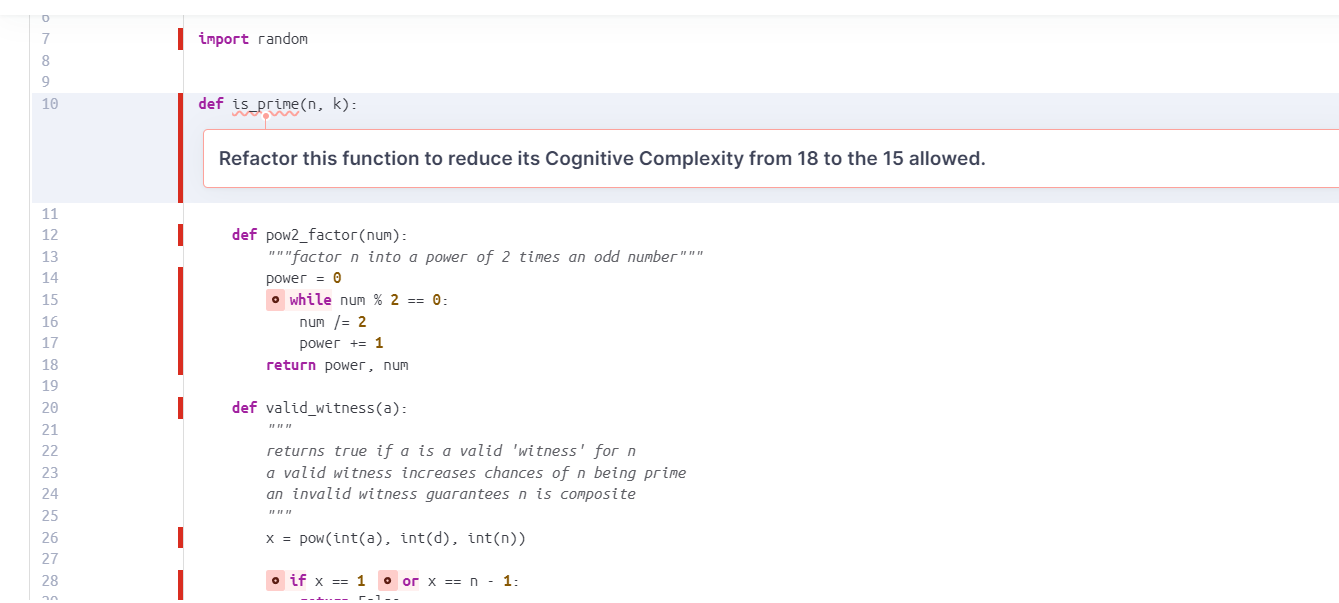 6
7 import random
8
9
10 def is_prime(n, k):
Refactor this function to reduce its Cognitive Complexity from 18 to the 15 allowed.
11
12 def pow2_factor(num):
13 """factor n into a power of 2 times an odd number"""
14 power = 0
15 while num % 2 == 0:
16 num /= 2
17 power += 1
18 return power, num
19
20 def valid_witness(a):
21 """
22 returns true if a is a valid 'witness' for n
23 a valid witness increases chances of n being prime
24 an invalid witness guarantees n is composite
25 """
26 x = pow(int(a), int(d), int(n))
27
28 if x == 1 or x == n - 1:
29 return False